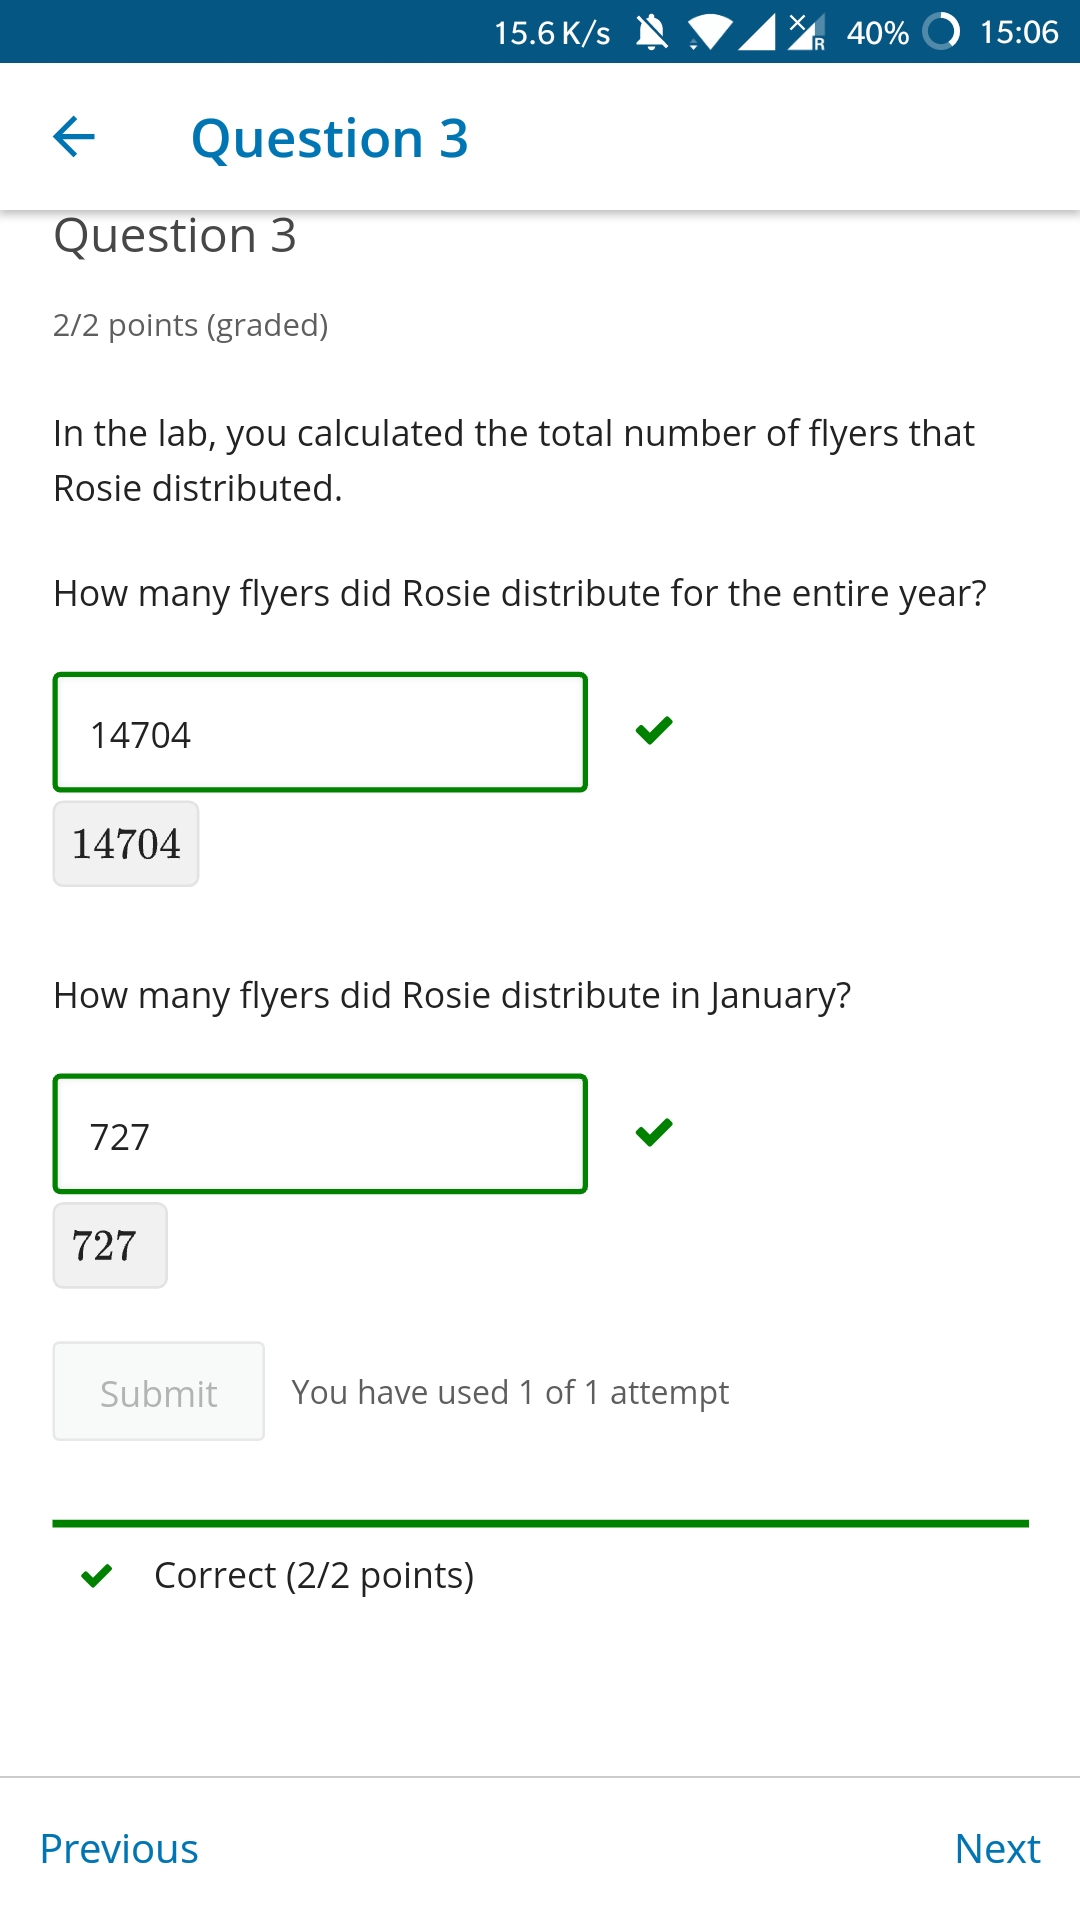 15.6 K/s R 40% 15:06
Question 3
Question 3
2/2 points (graded)
In the lab, you calculated the total number of flyers that
Rosie distributed.
How many flyers did Rosie distribute for the entire year?
14704
14704
How many flyers did Rosie distribute in January?
727
727
Submit You have used 1 of 1 attempt
Correct (2/2 points)
Previous Next